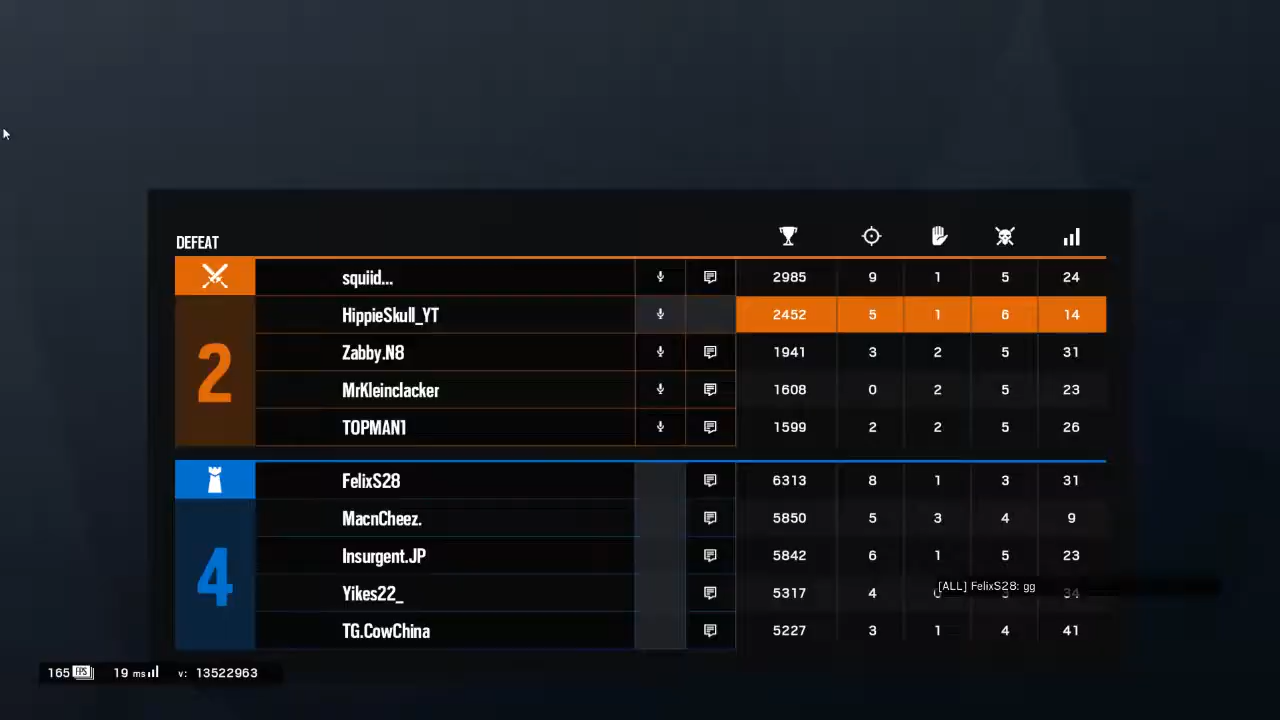 DEFEAT
squiid... 2985 9 1 5 24
2
HippieSkull_YT 2452 5 1 6 14
Zabby.N8 1941 3 2 5 31
MrKleinclacker 1608 0 2 5 23
TOPMAN1 1599 2 2 5 26
FelixS28 6313 8 1 3 31
4
MacnCheez. 5850 5 3 4 9
Insurgent.JP 5842 6 1 5 23
[ALL] FelixS28: gg
Yikes22_ 5317 4 34
TG.CowChina 5227 3 1 4 41
165 FPS 19 ms v: 13522963